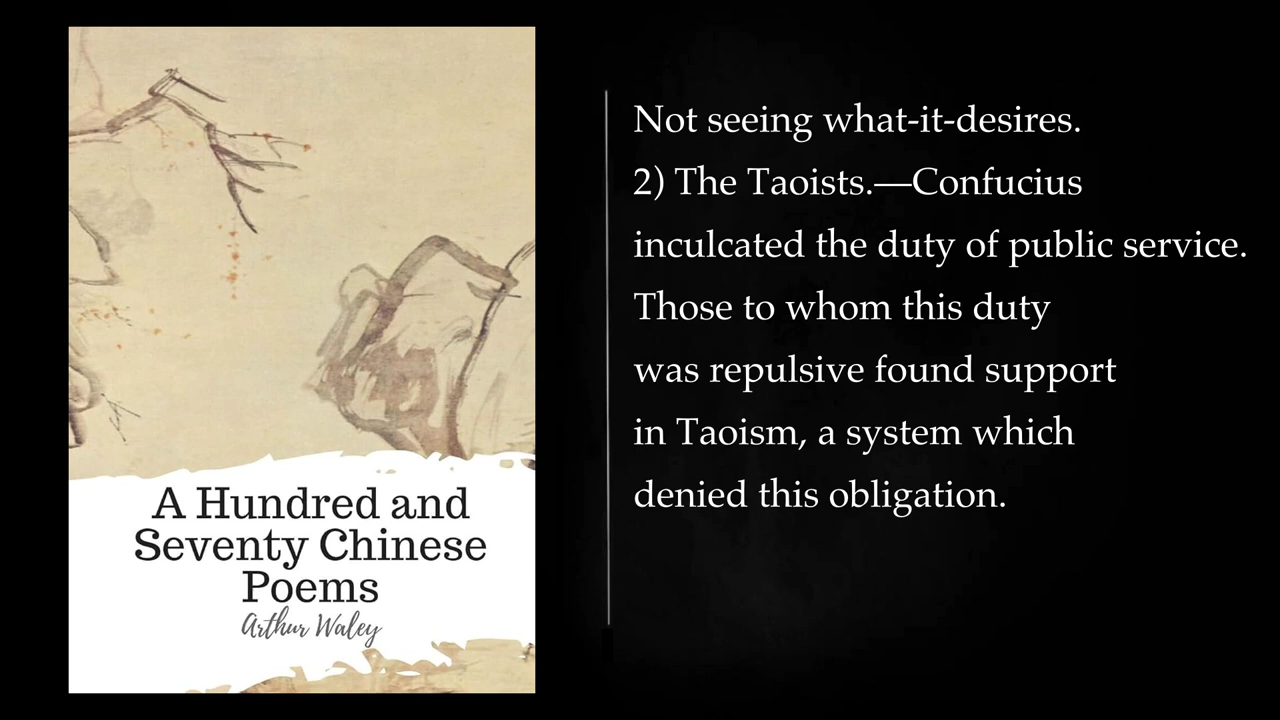 A Hundred and
Seventy Chinese
Poems
Arthur Waley
Not seeing what-it-desires.
2) The Taoists.—Confucius
inculcated the duty of public service.
Those to whom this duty
was repulsive found support
in Taoism, a system which
denied this obligation.